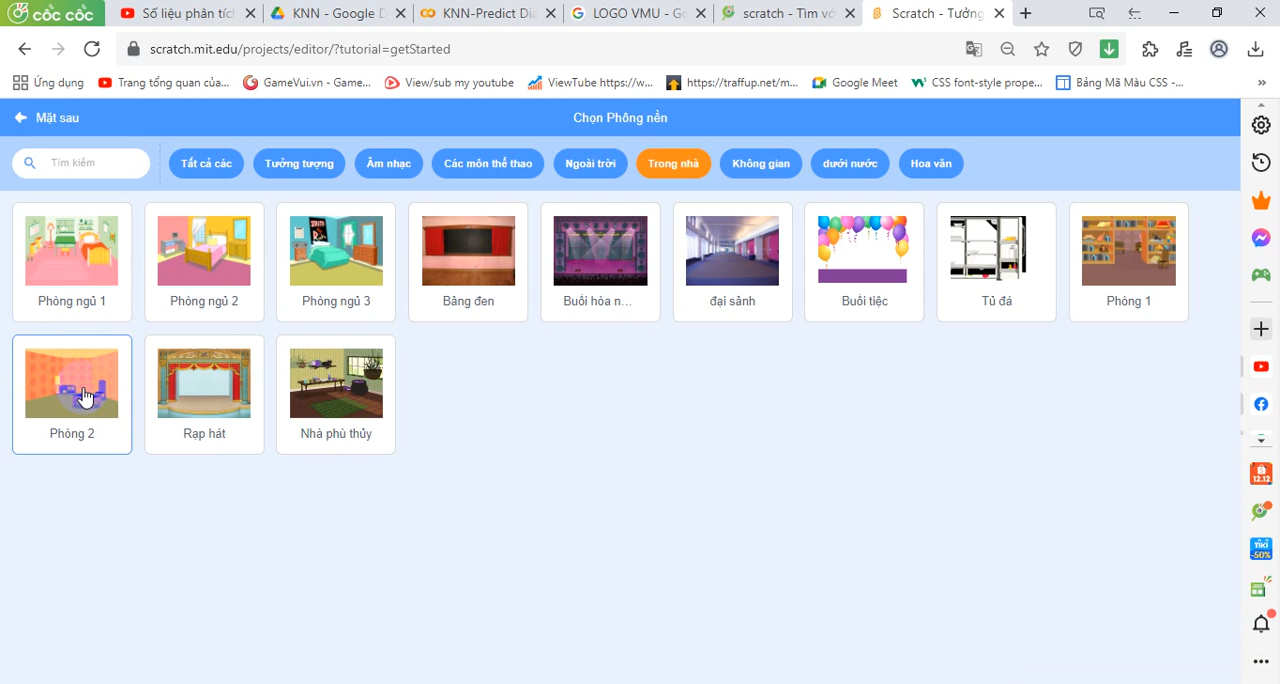 CỐC CỐC
Số liệu phân tích
KNN - Google D
KNN-Predict Dia
LOGO VMU - Go
scratch - Tìm vớ
Scratch - Tưởng
scratch.mit.edu/projects/editor/?tutorial=getStarted
Ứng dụng
Trang tổng quan của...
GameVui.vn - Game...
View/sub my youtube
ViewTube https://w...
https://traffup.net/m...
Google Meet
CSS font-style prope...
Bảng Mã Màu CSS -...
Mặt sau
Chọn Phông nền
Tìm kiếm
Tất cả các
Tưởng tượng
Âm nhạc
Các môn thể thao
Ngoài trời
Trong nhà
Không gian
dưới nước
Hoa văn
Phòng ngủ 1
Phòng ngủ 2
Phòng ngủ 3
Bảng đen
Buổi hòa n...
đại sảnh
Buổi tiệc
Tủ đá
Phòng 1
Phòng 2
Rạp hát
Nhà phù thủy
12.12
TIKI
-50%